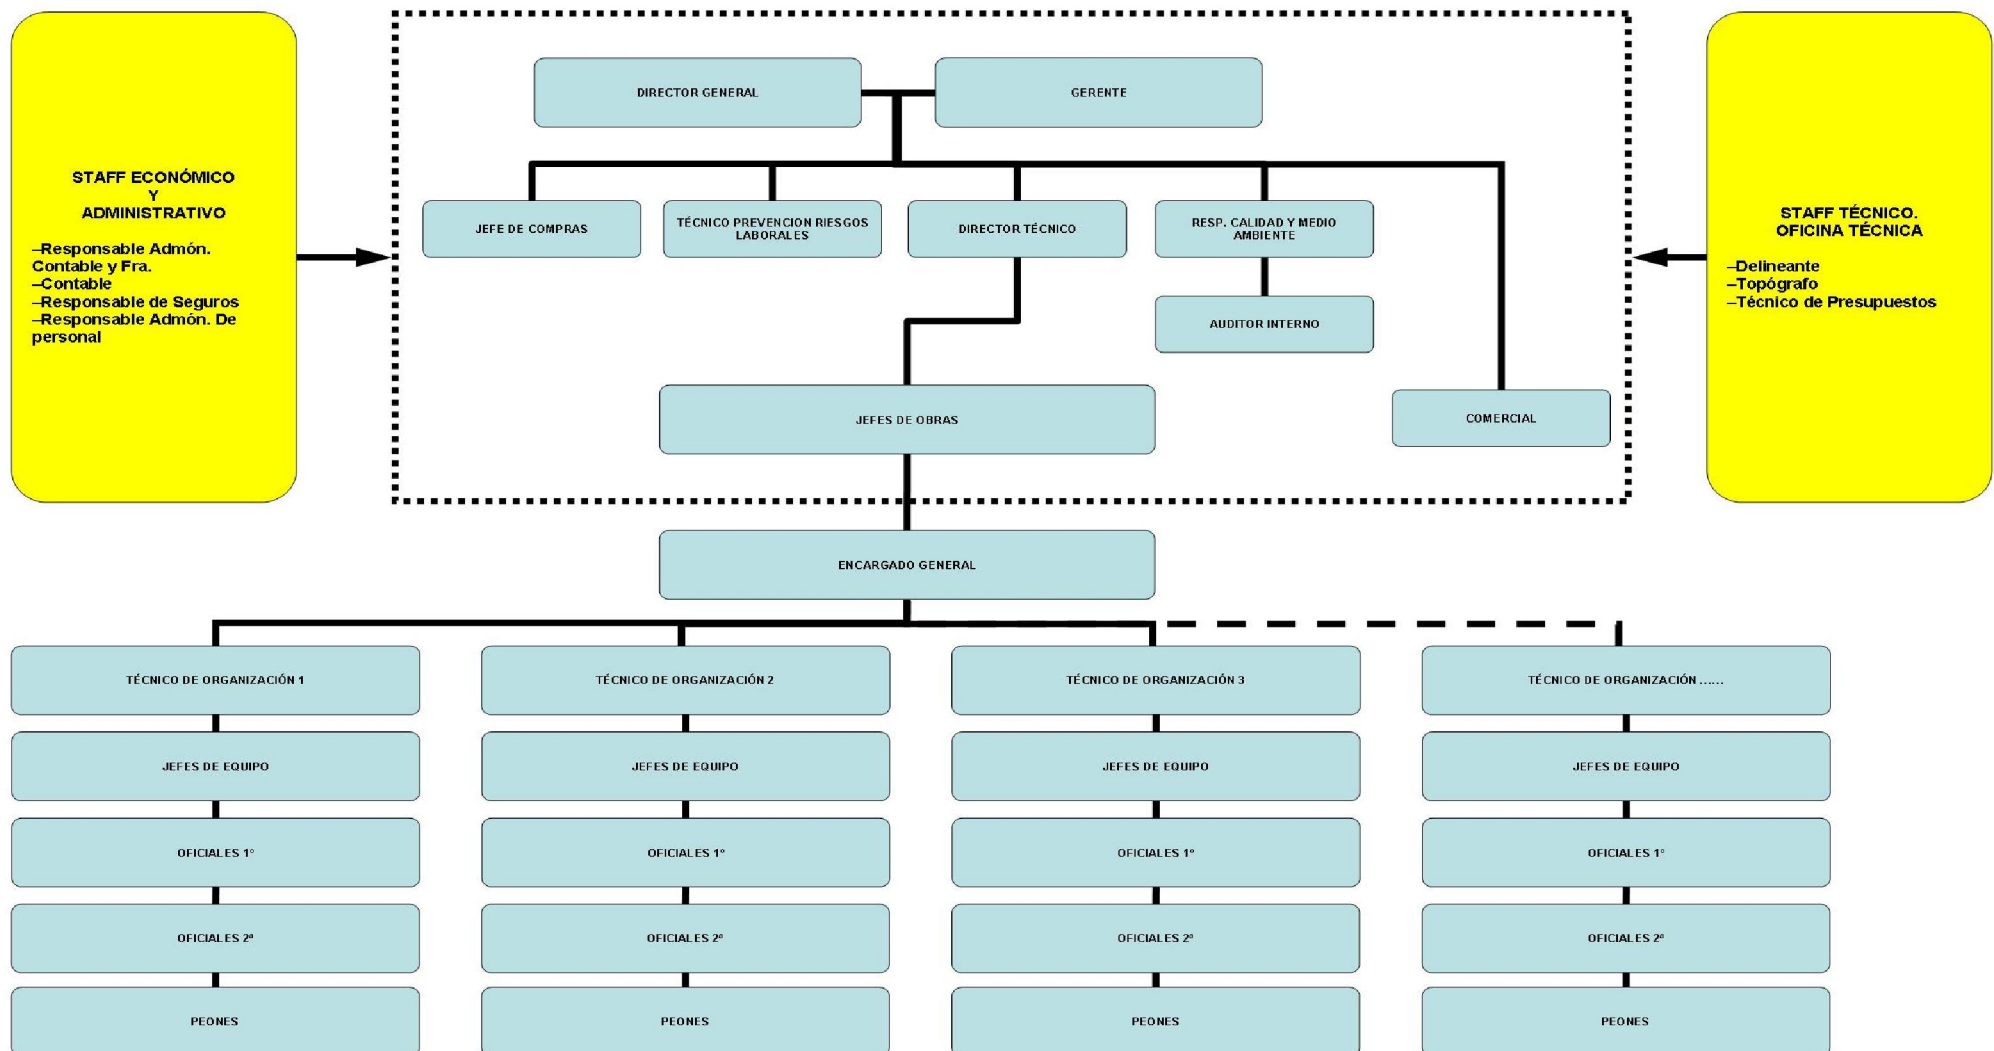 DIRECTOR GENERAL
GERENTE
STAFF ECONÓMICO
Y
ADMINISTRATIVO
–Responsable Admón.
Contable y Fra.
–Contable
–Responsable de Seguros
–Responsable Admón. De
personal
JEFE DE COMPRAS
TÉCNICO PREVENCION RIESGOS
LABORALES
DIRECTOR TÉCNICO
RESP. CALIDAD Y MEDIO
AMBIENTE
STAFF TÉCNICO.
OFICINA TÉCNICA
–Delineante
–Topógrafo
–Técnico de Presupuestos
AUDITOR INTERNO
JEFES DE OBRAS
COMERCIAL
ENCARGADO GENERAL
TÉCNICO DE ORGANIZACIÓN 1
TÉCNICO DE ORGANIZACIÓN 2
TÉCNICO DE ORGANIZACIÓN 3
TÉCNICO DE ORGANIZACIÓN ......
JEFES DE EQUIPO
JEFES DE EQUIPO
JEFES DE EQUIPO
JEFES DE EQUIPO
OFICIALES 1º
OFICIALES 1º
OFICIALES 1º
OFICIALES 1º
OFICIALES 2ª
OFICIALES 2ª
OFICIALES 2ª
OFICIALES 2ª
PEONES
PEONES
PEONES
PEONES